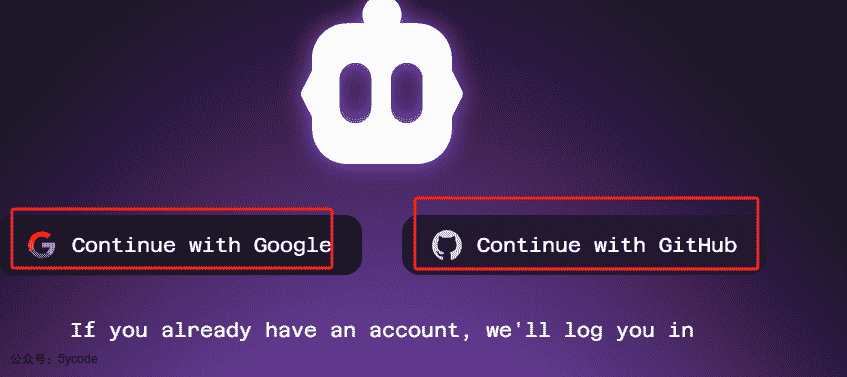 Continue with Google
Continue with GitHub
If you already have an account, we'll log you in
公众号：5ycode